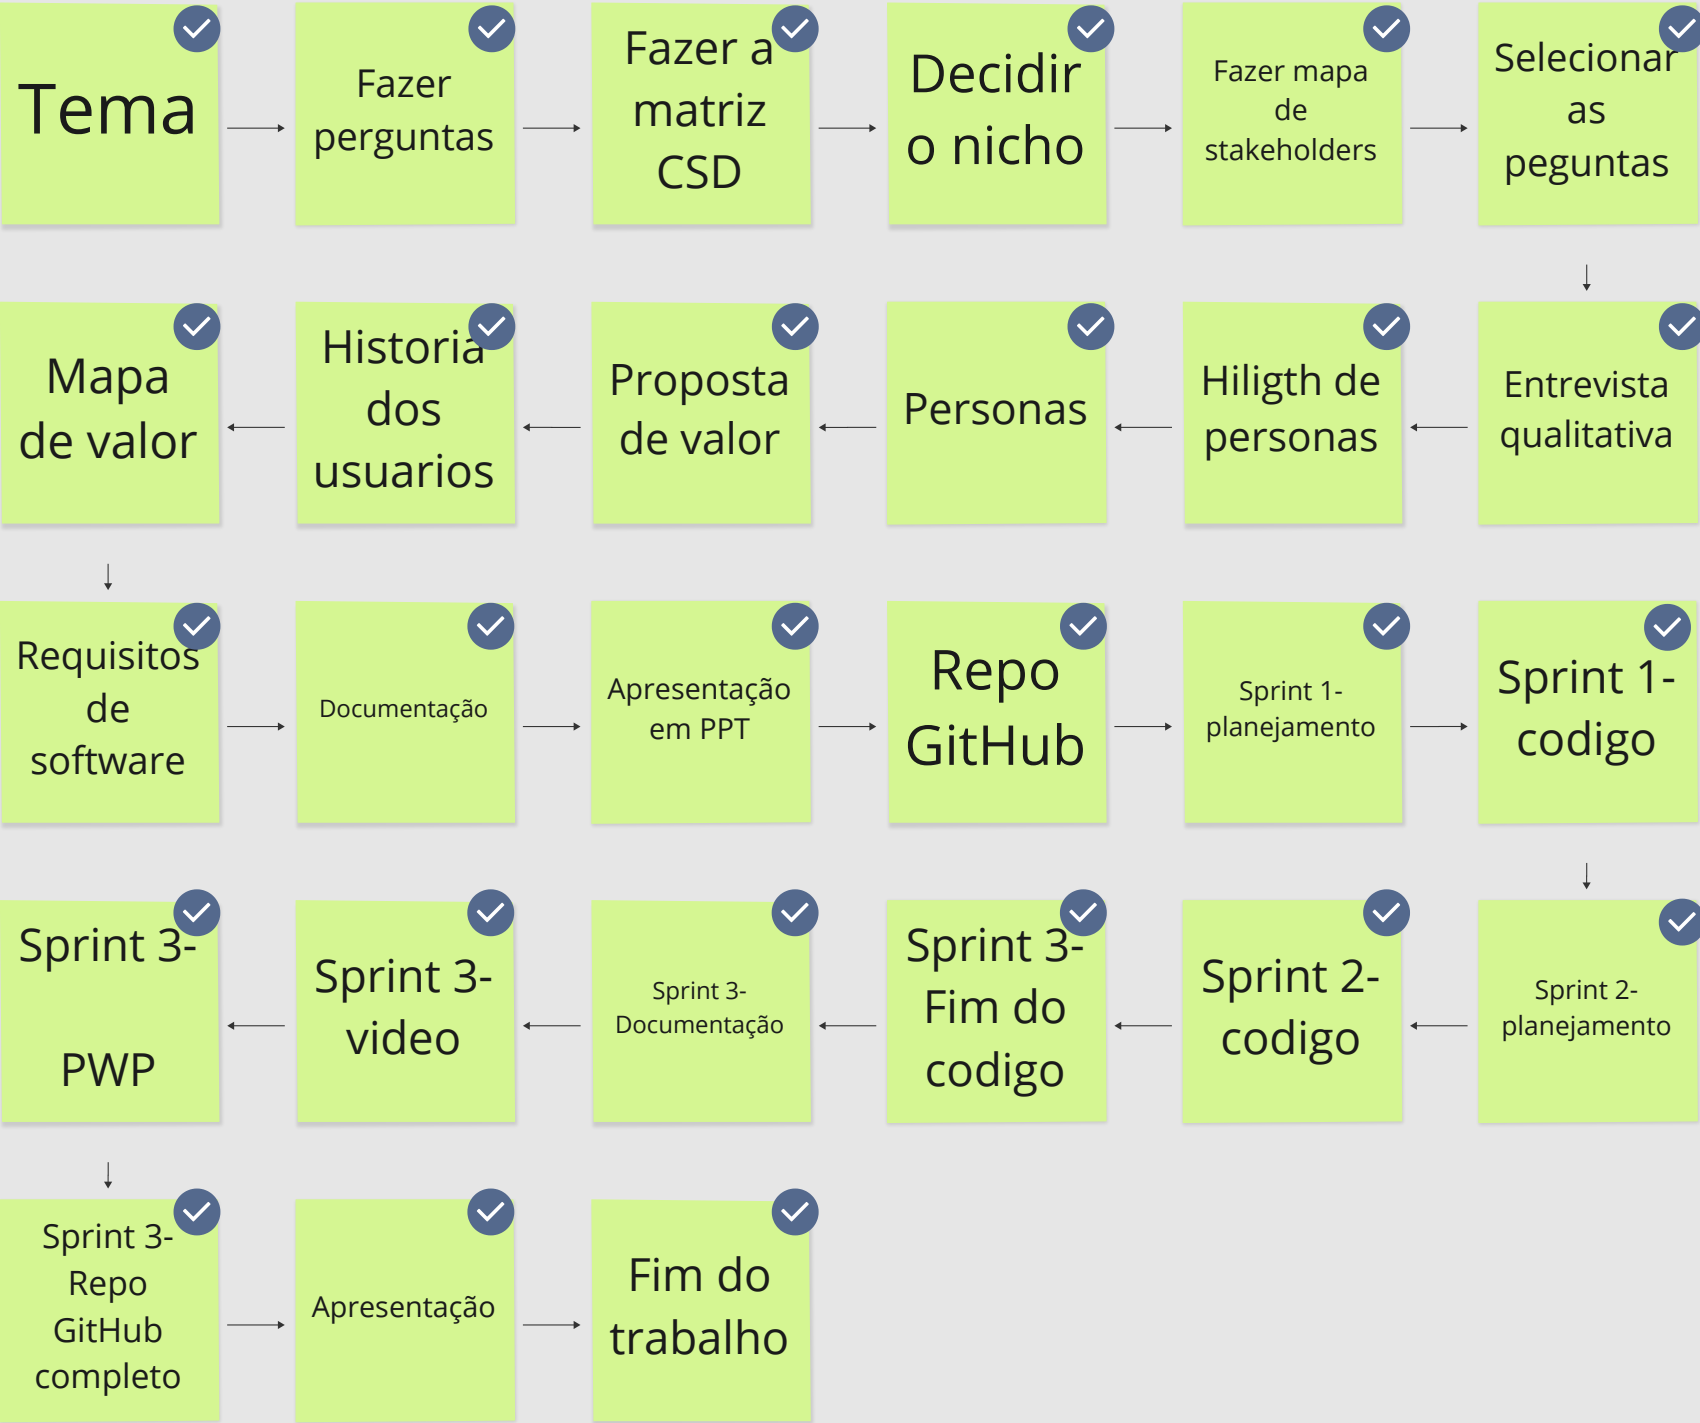 Tema
Fazer
perguntas
Fazer a
matriz
CSD
Decidir
o nicho
Fazer mapa
de
stakeholders
Selecionar
as
peguntas
Entrevista
qualitativa
Hiligth de
personas
Personas
Proposta
de valor
Historia
dos
usuarios
Mapa
de valor
Requisitos
de
software
Documentação
Apresentação
em PPT
Repo
GitHub
Sprint 1-
planejamento
Sprint 1-
codigo
Sprint 2-
planejamento
Sprint 2-
codigo
Sprint 3-
Fim do
codigo
Sprint 3-
Documentação
Sprint 3-
video
Sprint 3-
PWP
Sprint 3-
Repo
GitHub
completo
Apresentação
Fim do
trabalho